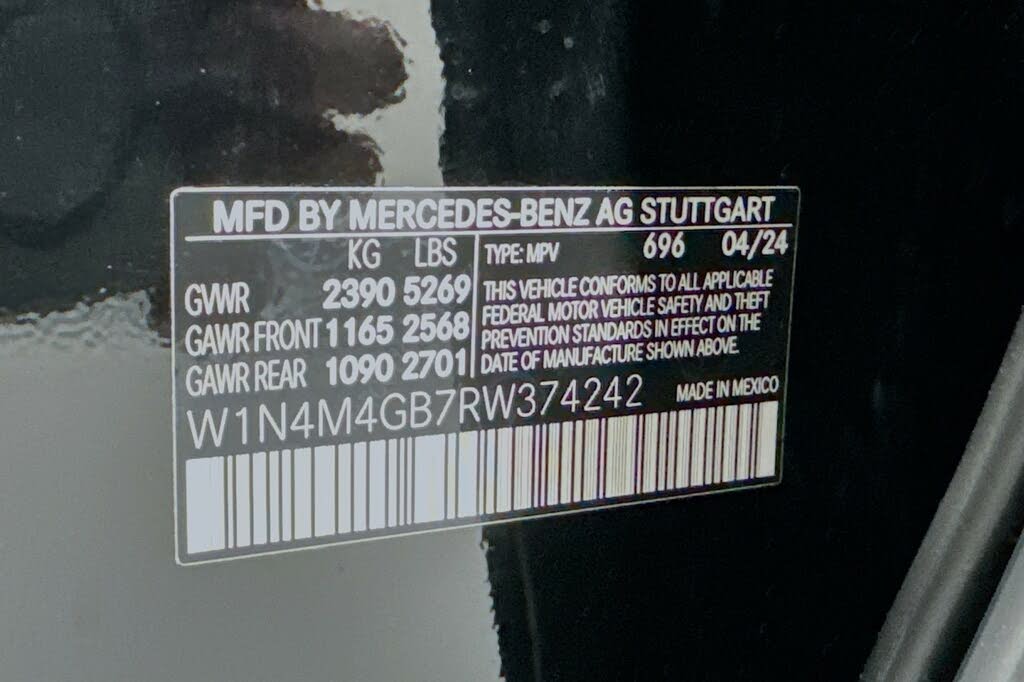 MFD BY MERCEDES-BENZ AG STUTTGART
KG LBS
GVWR 2390 5269
GAWR FRONT 1165 2568
GAWR REAR 1090 2701
TYPE: MPV 696 04/24
THIS VEHICLE CONFORMS TO ALL APPLICABLE
FEDERAL MOTOR VEHICLE SAFETY AND THEFT
PREVENTION STANDARDS IN EFFECT ON THE
DATE OF MANUFACTURE SHOWN ABOVE.
W1N4M4GB7RW374242
MADE IN MEXICO